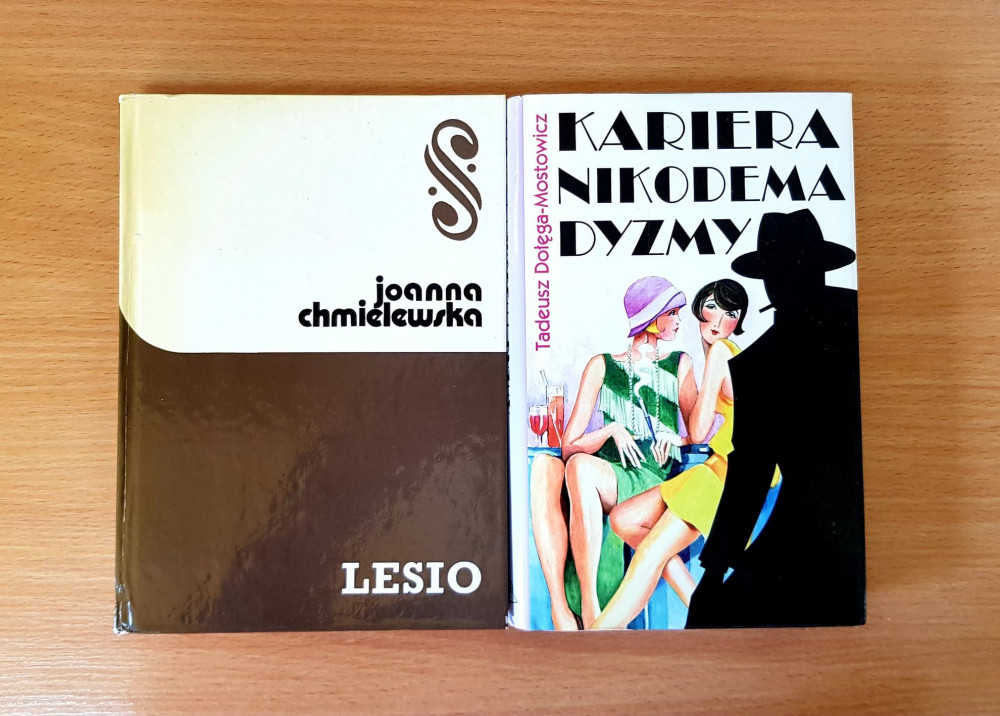 joanna
chmielewska
LESIO
Tadeusz Dołęga-Mostowicz
KARIERA
NIKODEMA
DYZMY